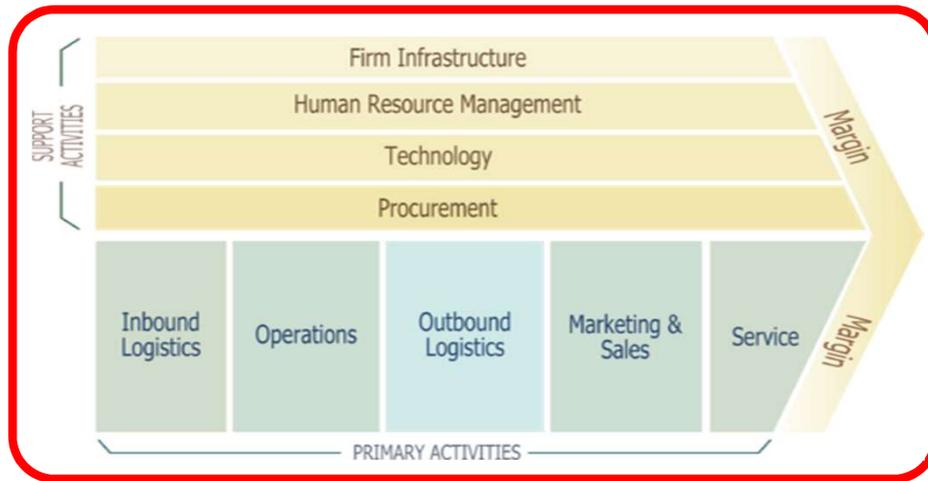 Firm Infrastructure
Human Resource Management
Technology
Procurement
SUPPORT
ACTIVITIES
Margin
Inbound
Logistics
Operations
Outbound
Logistics
Marketing &
Sales
Service
Margin
PRIMARY ACTIVITIES